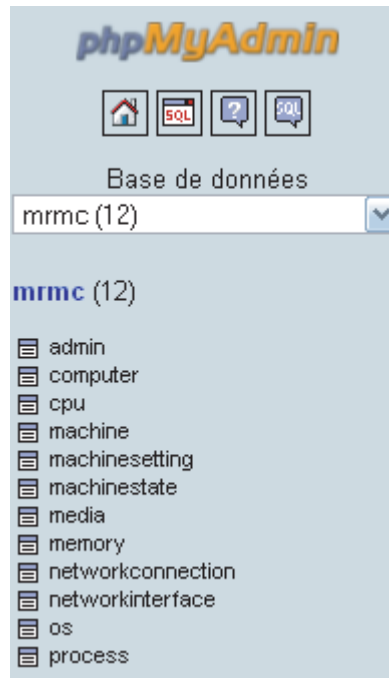 phpMyAdmin
SQL ? SQL
Base de données
mrmc (12)
mrmc (12)
admin
computer
cpu
machine
machinesetting
machinestate
media
memory
networkconnection
networkinterface
os
process